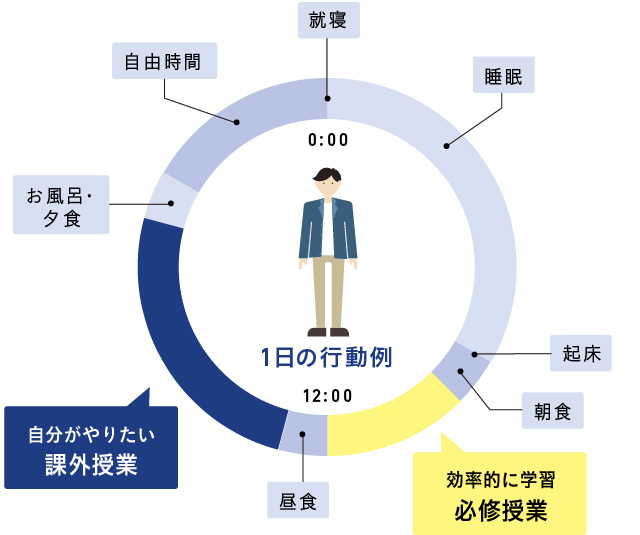 就寝
自由時間
睡眠
0:00
お風呂・
夕食
1日の行動例
起床
12:00
朝食
自分がやりたい
課外授業
効率的に学習
必修授業
昼食